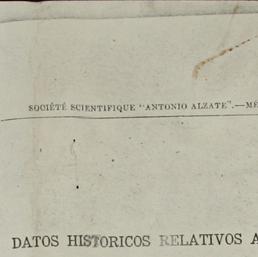 SOCIÉTÉ SCIENTIFIQUE "ANTONIO ALZATE".—MÉ
DATOS HISTORICOS RELATIVOS A